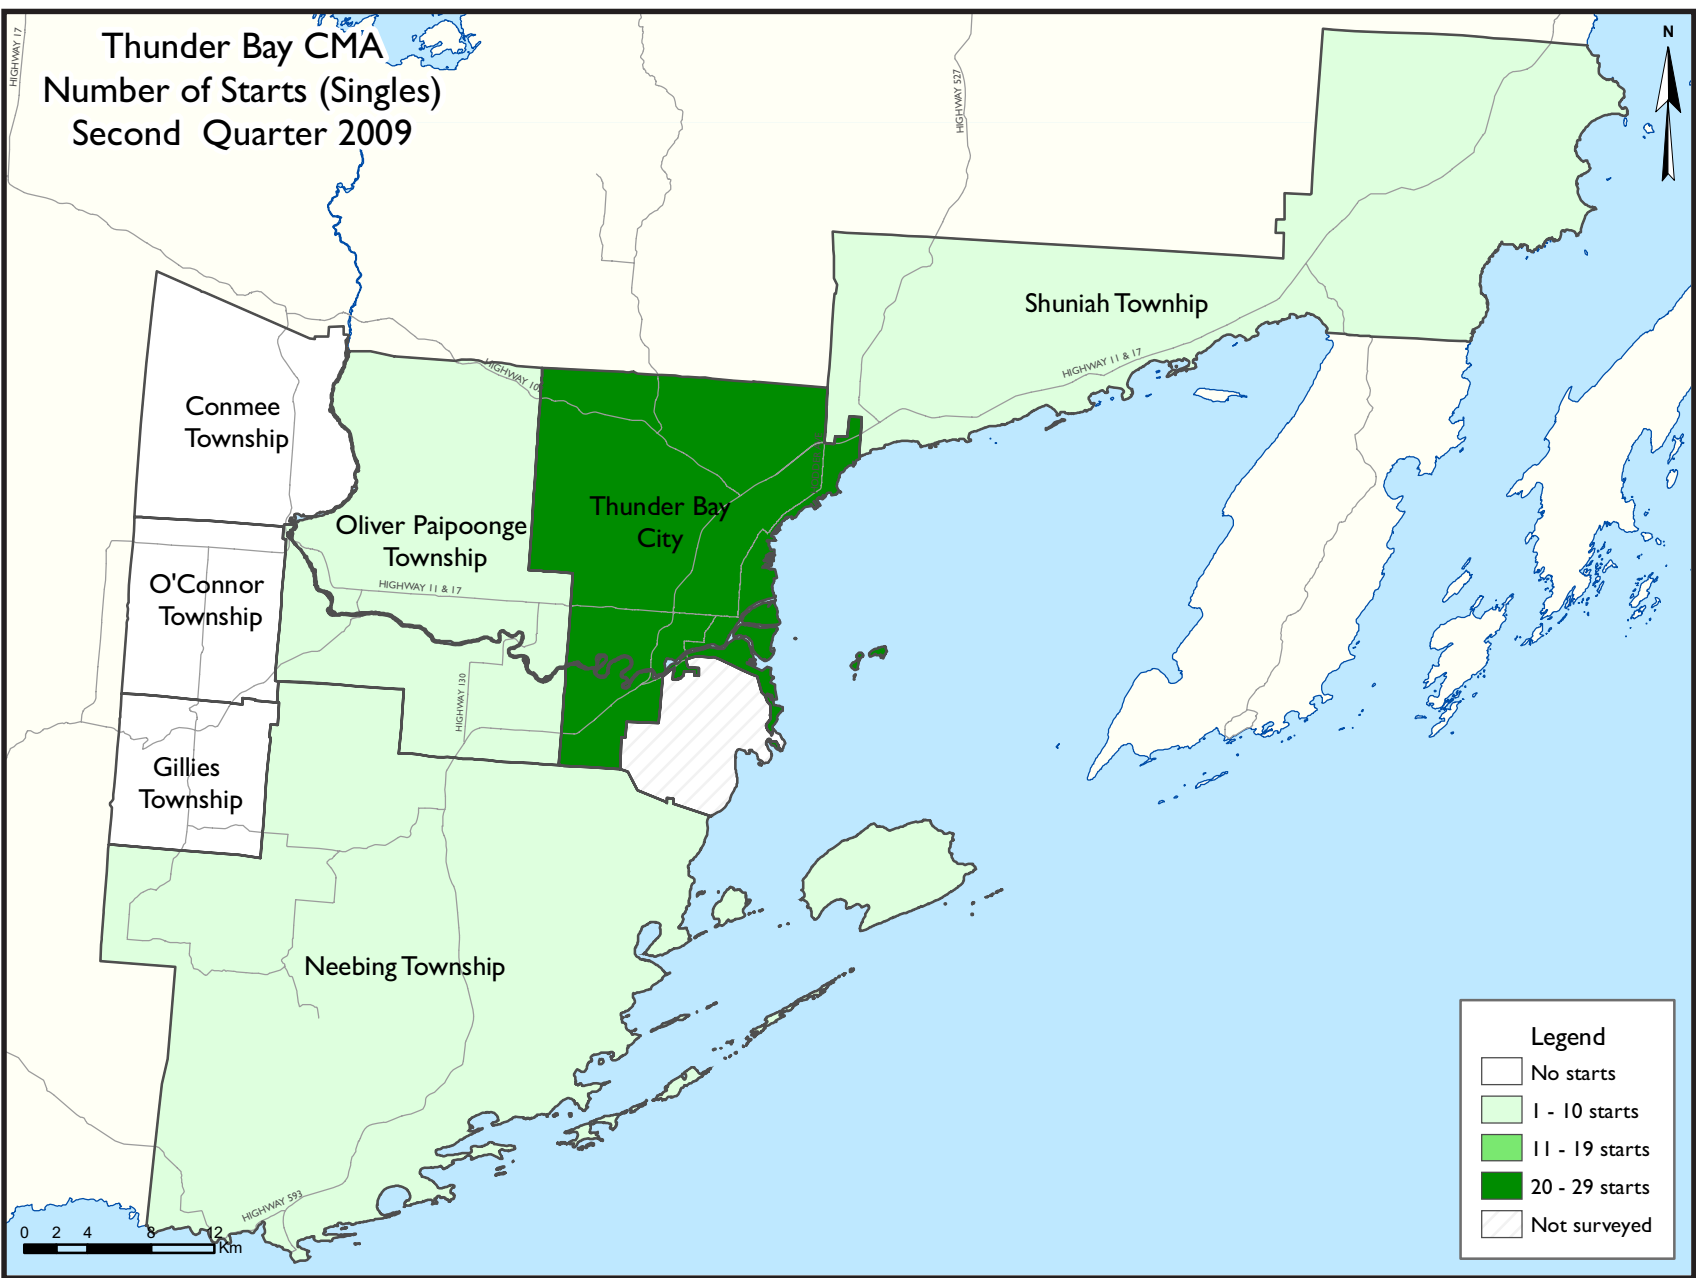 Thunder Bay CMA
Number of Starts (Singles)
Second Quarter 2009
N
HIGHWAY 17
HIGHWAY 527
Shuniah Townhip
HIGHWAY 11 & 17
HIGHWAY 10
Conmee
Township
Thunder Bay
City
Oliver Paipoonge
Township
HIGHWAY 11 & 17
O'Connor
Township
HIGHWAY 130
Gillies
Township
Neebing Township
HIGHWAY 593
Legend
No starts
1 - 10 starts
11 - 19 starts
20 - 29 starts
Not surveyed
0 2 4 8 12
Km